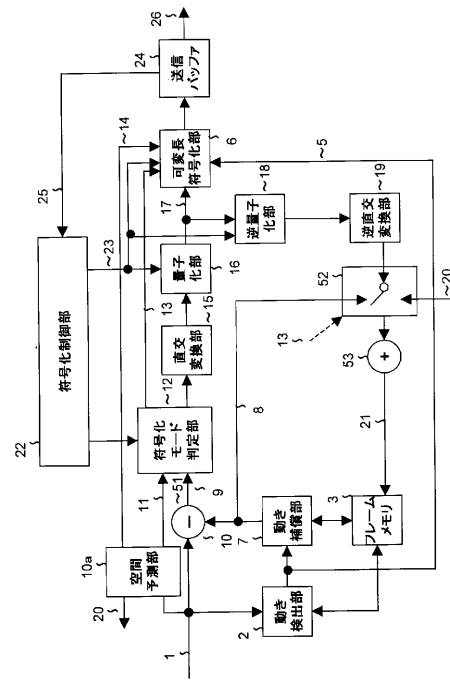 26
24
送信
バッファ
25
~14
可変長
符号化部
6
~5
~23
17
~18
逆量子
化部
~19
逆直交
変換部
量子
化部
16
13
~15
直交
変換部
52
13
~20
53
+
符号化制御部
22
~12
符号化
モード
判定部
8
21
11
~51
9
−
10
動き
補償部
7
3
フレーム
メモリ
10a
空間
予測部
20
1
動き
検出部
2